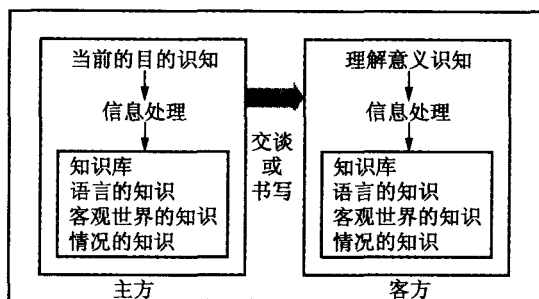 当前的目的识知
信息处理
知识库
语言的知识
客观世界的知识
情况的知识
主方
交谈
或
书写
理解意义识知
信息处理
知识库
语言的知识
客观世界的知识
情况的知识
客方